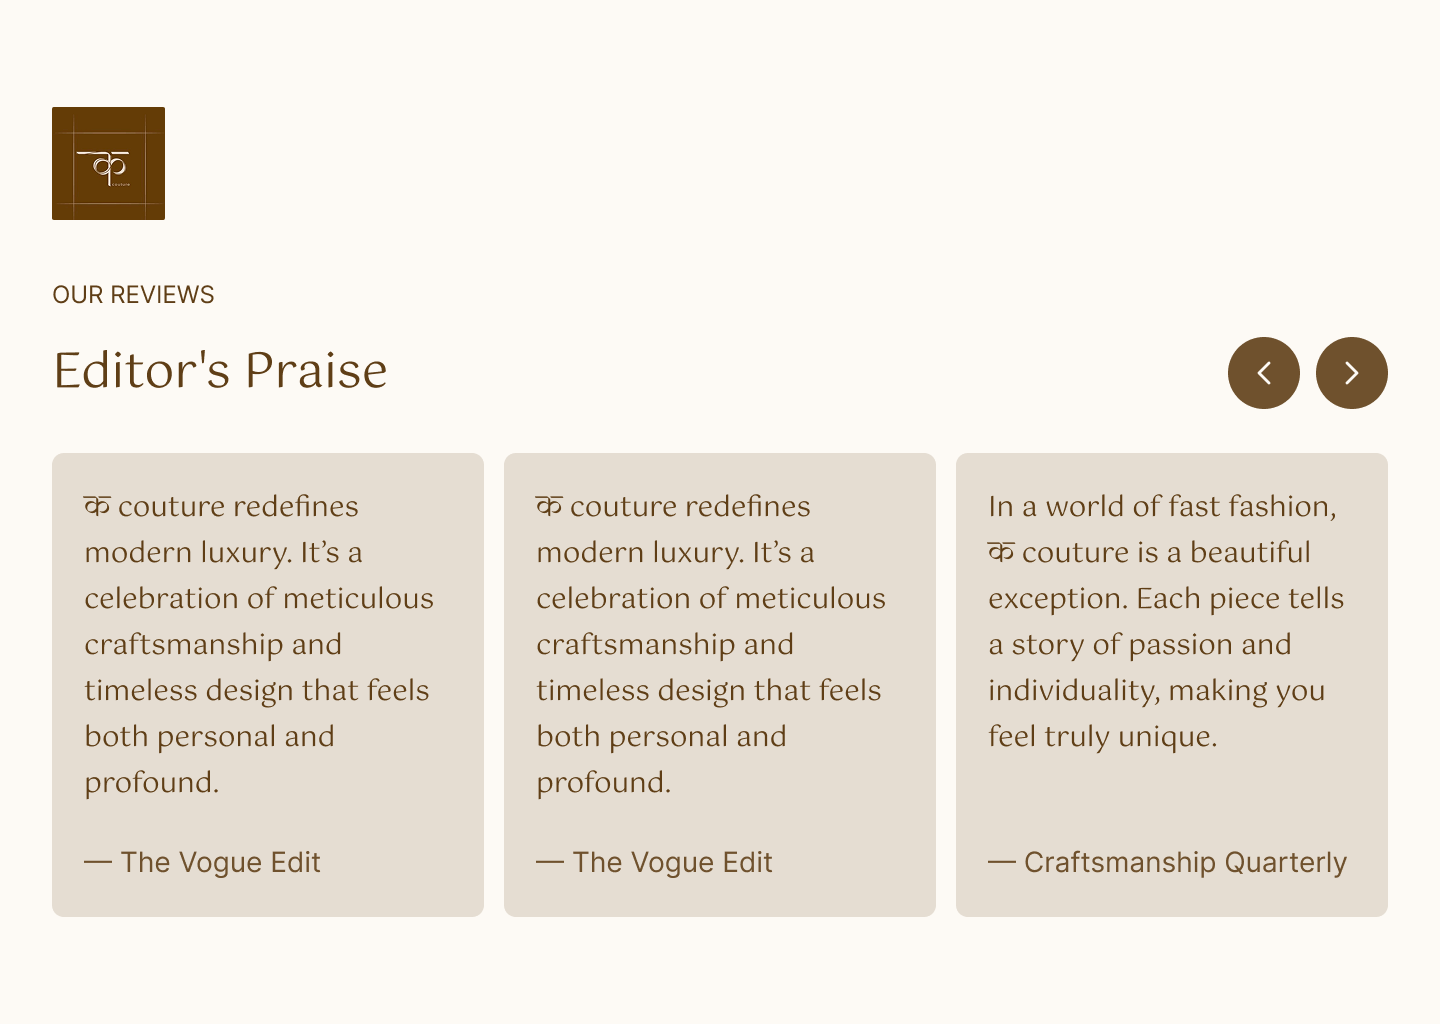 क
couture
OUR REVIEWS
Editor's Praise
क couture redefines
modern luxury. It’s a
celebration of meticulous
craftsmanship and
timeless design that feels
both personal and
profound.
— The Vogue Edit
क couture redefines
modern luxury. It’s a
celebration of meticulous
craftsmanship and
timeless design that feels
both personal and
profound.
— The Vogue Edit
In a world of fast fashion,
क couture is a beautiful
exception. Each piece tells
a story of passion and
individuality, making you
feel truly unique.
— Craftsmanship Quarterly